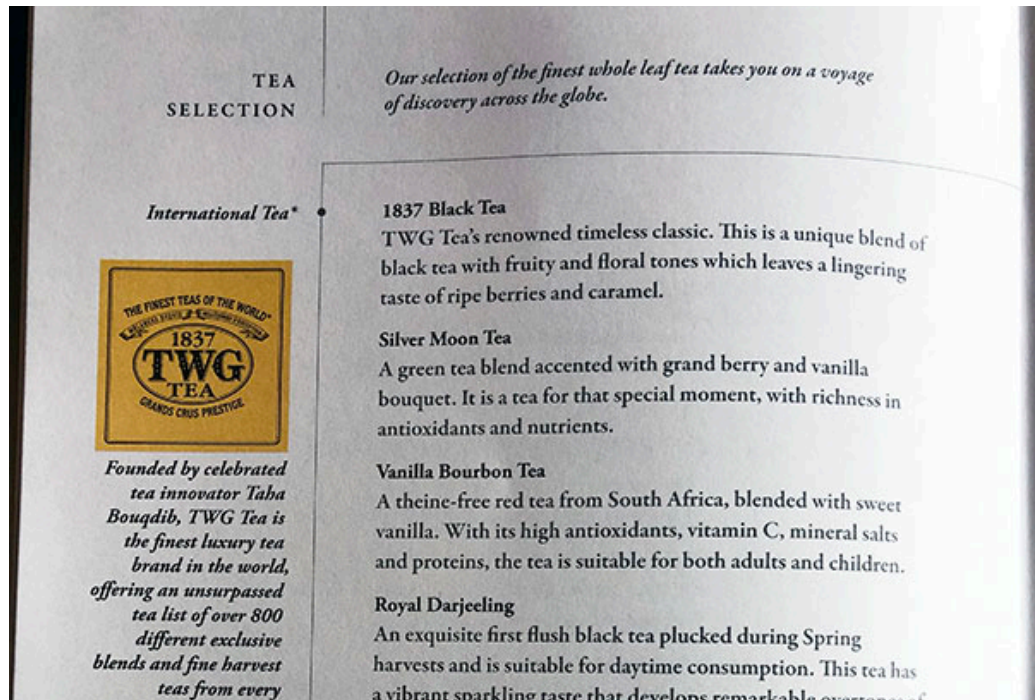 TEA
SELECTION
Our selection of the finest whole leaf tea takes you on a voyage
of discovery across the globe.
International Tea*
THE FINEST TEAS OF THE WORLD
1837
TWG
TEA
GRANDS CRUS PRESTIGE
Founded by celebrated
tea innovator Taha
Bouqdib, TWG Tea is
the finest luxury tea
brand in the world,
offering an unsurpassed
tea list of over 800
different exclusive
blends and fine harvest
teas from every
1837 Black Tea
TWG Tea's renowned timeless classic. This is a unique blend of
black tea with fruity and floral tones which leaves a lingering
taste of ripe berries and caramel.
Silver Moon Tea
A green tea blend accented with grand berry and vanilla
bouquet. It is a tea for that special moment, with richness in
antioxidants and nutrients.
Vanilla Bourbon Tea
A theine-free red tea from South Africa, blended with sweet
vanilla. With its high antioxidants, vitamin C, mineral salts
and proteins, the tea is suitable for both adults and children.
Royal Darjeeling
An exquisite first flush black tea plucked during Spring
harvests and is suitable for daytime consumption. This tea has
a vibrant sparkling taste that develops remarkable overtones of